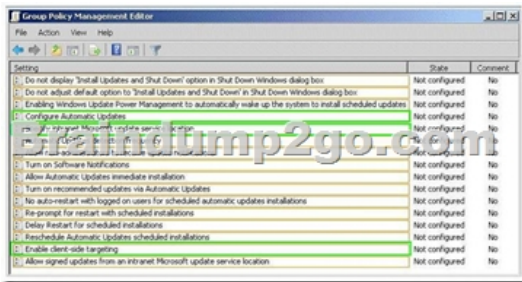 Group Policy Management Editor
File Action View Help
Setting State Comment
Do not display 'Install Updates and Shut Down' option in Shut Down Windows dialog box Not configured No
Do not adjust default option to 'Install Updates and Shut Down' in Shut Down Windows dialog box Not configured No
Enabling Windows Update Power Management to automatically wake up the system to install scheduled updates Not configured No
Configure Automatic Updates Not configured No
intranet Microsoft update service location Not configured No
Braindump2go.com
Turn on Software Notifications Not configured No
Allow Automatic Updates immediate installation Not configured No
Turn on recommended updates via Automatic Updates Not configured No
No auto-restart with logged on users for scheduled automatic updates installations Not configured No
Re-prompt for restart with scheduled installations Not configured No
Delay Restart for scheduled installations Not configured No
Reschedule Automatic Updates scheduled installations Not configured No
Enable client-side targeting Not configured No
Allow signed updates from an intranet Microsoft update service location Not configured No